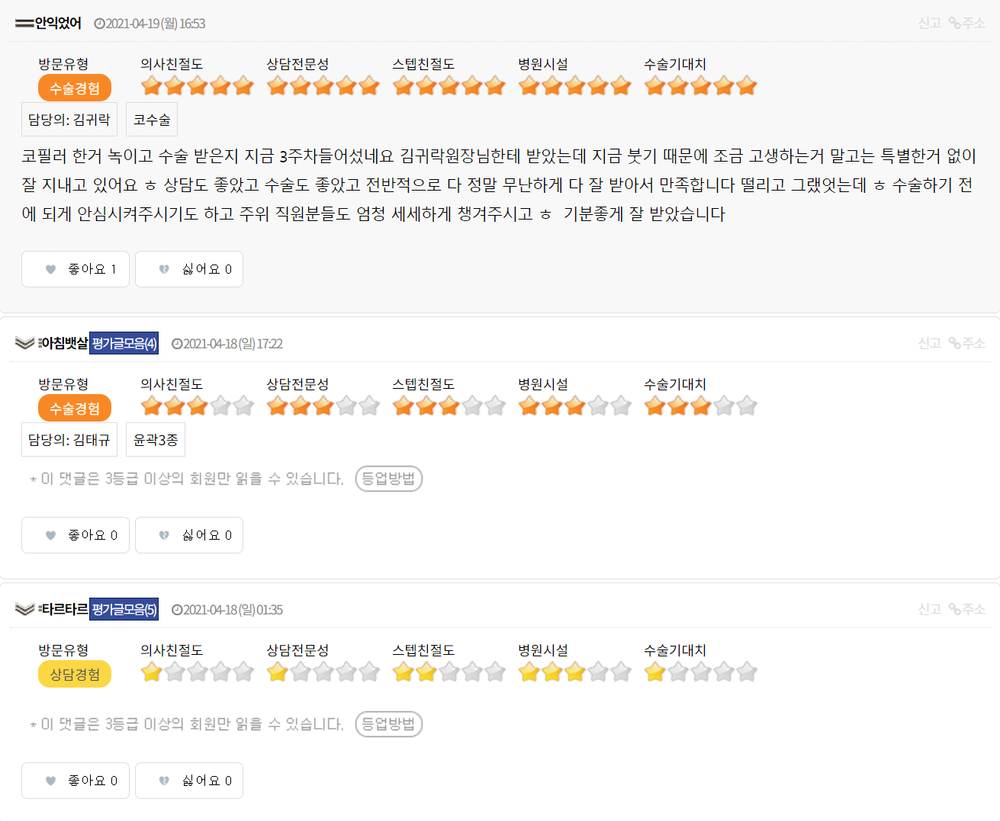 안익었어 2021-04-19 (월) 16:53 신고 주소
방문유형 의사친절도 상담전문성 스텝친절도 병원시설 수술기대치
수술경험
담당의: 김귀락 코수술
코필러 한거 녹이고 수술 받은지 지금 3주차들어섰네요 김귀락원장님한테 받았는데 지금 붓기 때문에 조금 고생하는거 말고는 특별한거 없이
잘 지내고 있어요 ㅎ 상담도 좋았고 수술도 좋았고 전반적으로 다 정말 무난하게 다 잘 받아서 만족합니다 떨리고 그랬엇는데 ㅎ 수술하기 전
에 되게 안심시켜주시기도 하고 주위 직원분들도 엄청 세세하게 챙겨주시고 ㅎ 기분좋게 잘 받았습니다
좋아요 1 싫어요 0
아침뱃살 평가글모음(4) 2021-04-18 (일) 17:22 신고 주소
방문유형 의사친절도 상담전문성 스텝친절도 병원시설 수술기대치
수술경험
담당의: 김태규 윤곽3종
* 이 댓글은 3등급 이상의 회원만 읽을 수 있습니다. 등업방법
좋아요 0 싫어요 0
타르타르 평가글모음(5) 2021-04-18 (일) 01:35 신고 주소
방문유형 의사친절도 상담전문성 스텝친절도 병원시설 수술기대치
상담경험
* 이 댓글은 3등급 이상의 회원만 읽을 수 있습니다. 등업방법
좋아요 0 싫어요 0